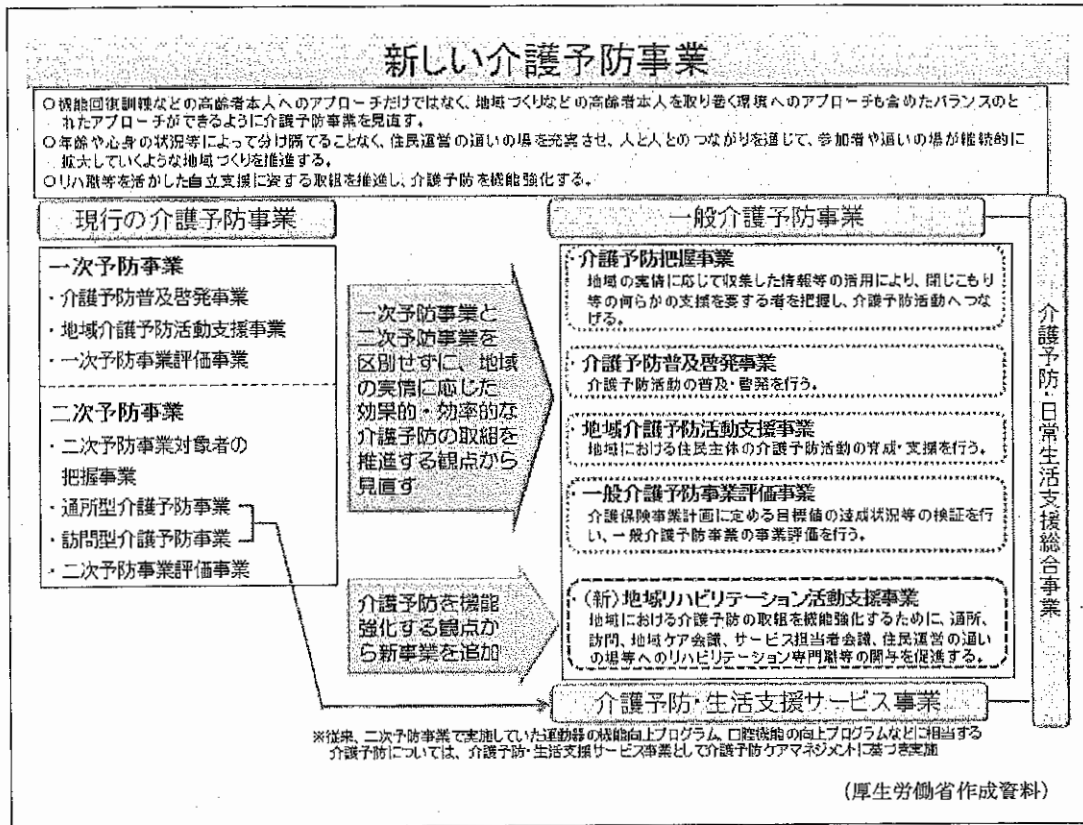 新しい介護予防事業
○機能回復訓練などの高齢者本人へのアプローチだけではなく、地域づくりなどの高齢者本人を取り巻く環境へのアプローチも含めたバランスのと
れたアプローチができるように介護予防事業を見直す。
○年齢や心身の状況等によって分け隔てることなく、住民運営の通いの場を充実させ、人と人とのつながりを通じて、参加者や通いの場が継続的に
拡大していくような地域づくりを推進する。
○リハ職等を活かした自立支援に資する取組を推進し、介護予防を機能強化する。
現行の介護予防事業
一次予防事業
・介護予防普及啓発事業
・地域介護予防活動支援事業
・一次予防事業評価事業
二次予防事業
・二次予防事業対象者の
把握事業
・通所型介護予防事業
・訪問型介護予防事業
・二次予防事業評価事業
一次予防事業と
二次予防事業を
区別せずに、地域
の実情に応じた
効果的・効率的な
介護予防の取組を
推進する観点から
見直す
介護予防を機能
強化する観点か
ら新事業を追加
一般介護予防事業
・介護予防把握事業
地域の実情に応じて収集した情報等の活用により、閉じこもり
等の何らかの支援を要する者を把握し、介護予防活動へつな
げる。
・介護予防普及啓発事業
介護予防活動の普及・啓発を行う。
・地域介護予防活動支援事業
地域における住民主体の介護予防活動の育成・支援を行う。
・一般介護予防事業評価事業
介護保険事業計画に定める目標値の達成状況等の検証を行
い、一般介護予防事業の事業評価を行う。
・(新)地域リハビリテーション活動支援事業
地域における介護予防の取組を機能強化するために、通所、
訪問、地域ケア会議、サービス担当者会議、住民運営の通い
の場等へのリハビリテーション専門職等の関与を促進する。
介護予防・生活支援サービス事業
介護予防・日常生活支援総合事業
※従来、二次予防事業で実施していた運動器の機能向上プログラム、口腔機能の向上プログラムなどに相当する
介護予防については、介護予防・生活支援サービス事業として介護予防ケアマネジメントに基づき実施
(厚生労働省作成資料)